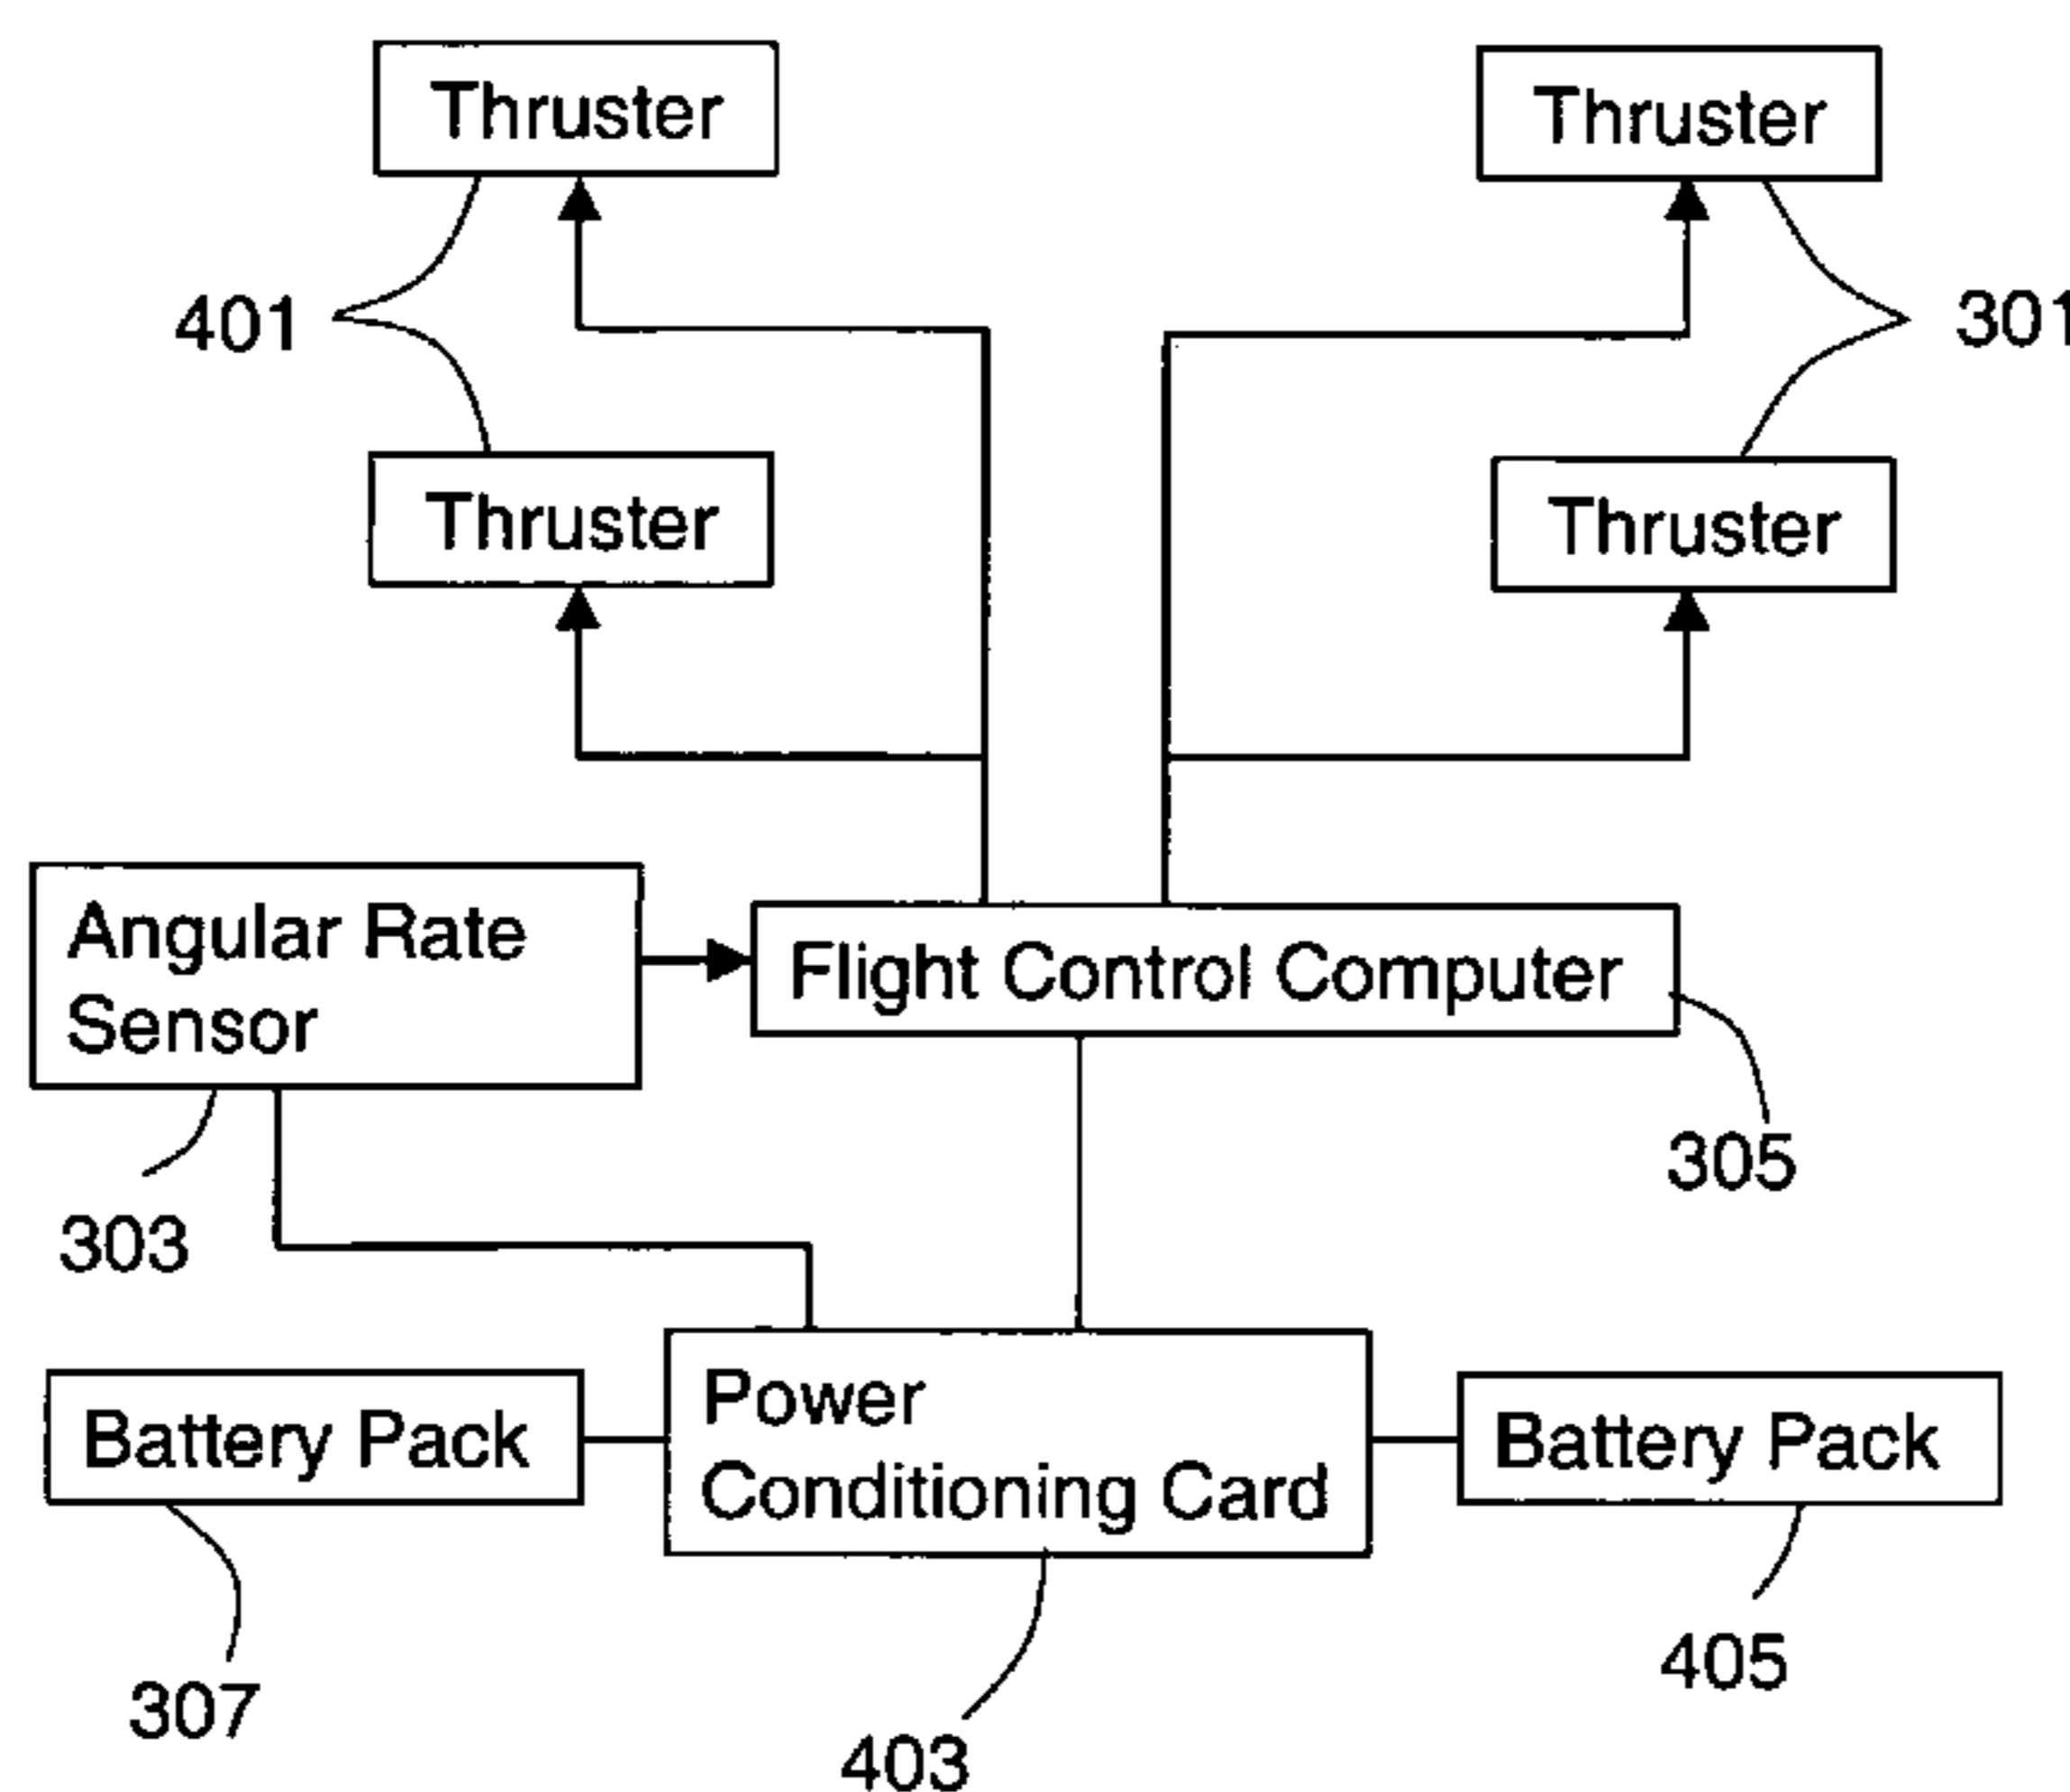 Thruster
Thruster
401
301
Thruster
Thruster
Angular Rate
Sensor
Flight Control Computer
305
303
Power
Conditioning Card
Battery Pack
Battery Pack
405
307
403